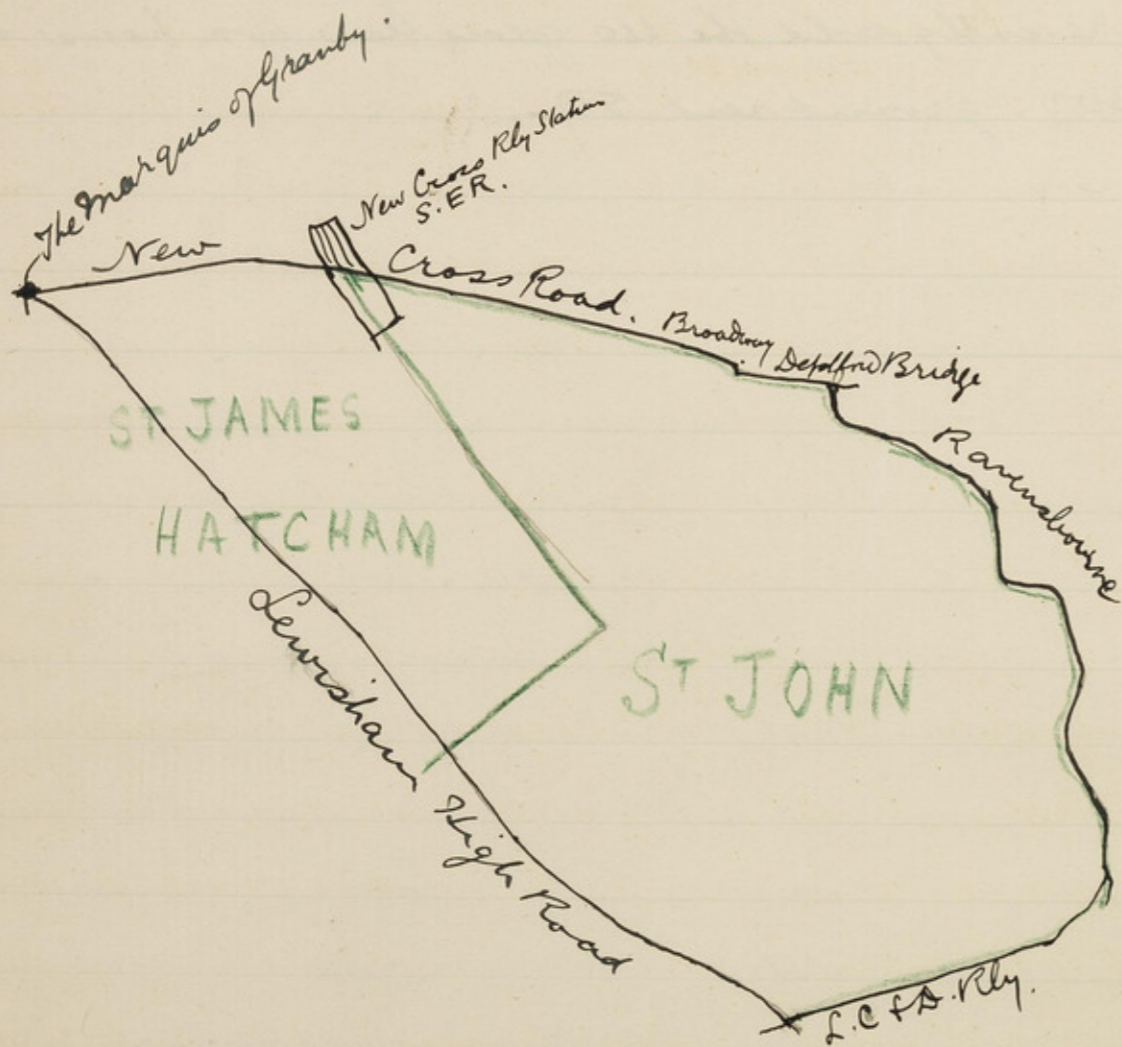 The Marquis of Granby.
New Cross Rly Station
S.E.R.
New Cross Road.
Broadway
Deptford Bridge
Ravensbourne
ST JAMES
HATCHAM
ST JOHN
Lewisham High Road
L.C & D. Rly.